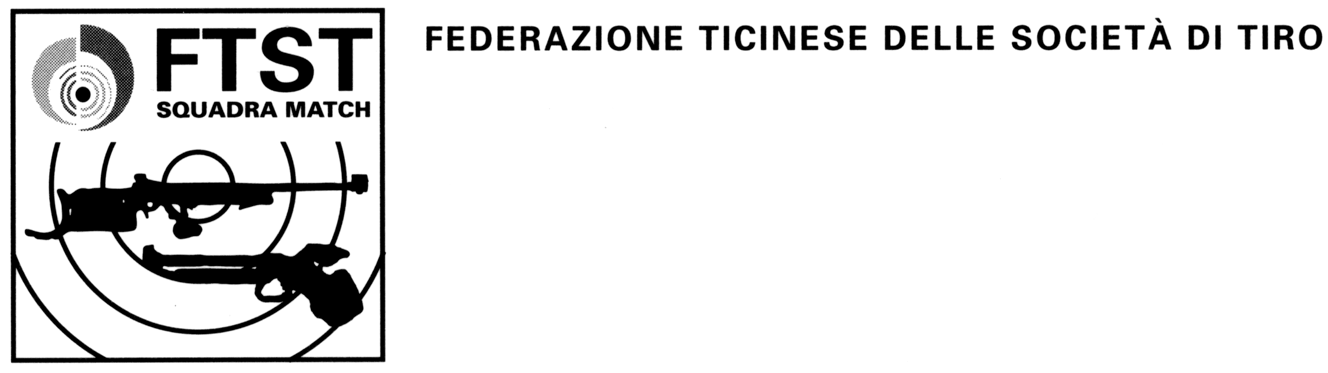 FTST
SQUADRA MATCH
FEDERAZIONE TICINESE DELLE SOCIETÀ DI TIRO